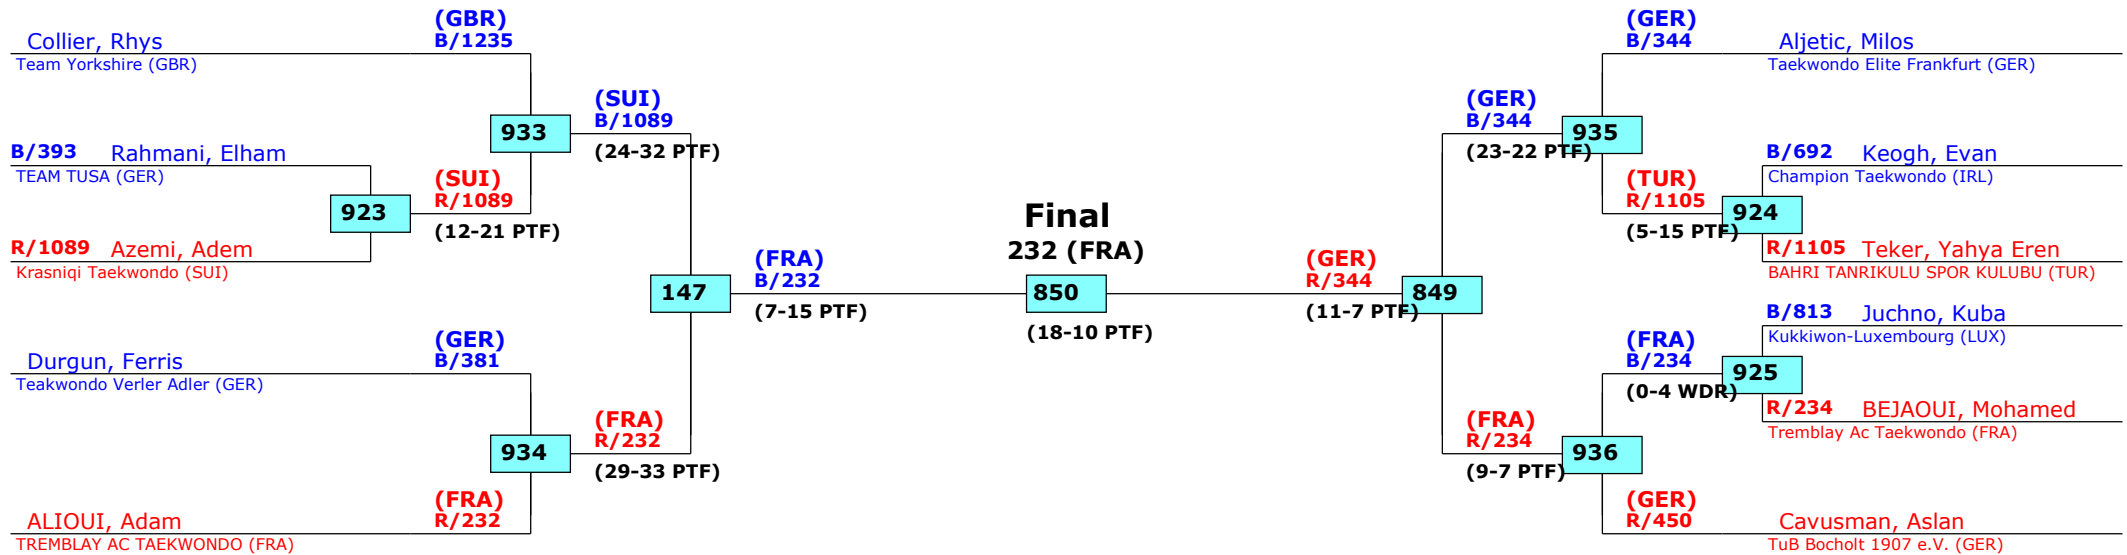 (GBR)
B/1235
Collier, Rhys
Team Yorkshire (GBR)
933
(SUI)
B/1089
(24-32 PTF)
B/393 Rahmani, Elham
TEAM TUSA (GER)
923
(SUI)
R/1089
(12-21 PTF)
R/1089 Azemi, Adem
Krasniqi Taekwondo (SUI)
147
(FRA)
B/232
(7-15 PTF)
(GER)
B/381
Durgun, Ferris
Teakwondo Verler Adler (GER)
934
(FRA)
R/232
(29-33 PTF)
(FRA)
R/232
ALIOUI, Adam
TREMBLAY AC TAEKWONDO (FRA)
Final
232 (FRA)
850
(18-10 PTF)
(GER)
R/344
(11-7 PTF)
849
(GER)
B/344
(23-22 PTF)
935
(GER)
B/344
Aljetic, Milos
Taekwondo Elite Frankfurt (GER)
B/692 Keogh, Evan
Champion Taekwondo (IRL)
(TUR)
R/1105
(5-15 PTF)
924
R/1105 Teker, Yahya Eren
BAHRI TANRIKULU SPOR KULUBU (TUR)
B/813 Juchno, Kuba
Kukkiwon-Luxembourg (LUX)
(FRA)
B/234
(0-4 WDR)
925
R/234 BEJAOUI, Mohamed
Tremblay Ac Taekwondo (FRA)
(FRA)
R/234
(9-7 PTF)
936
(GER)
R/450
Cavusman, Aslan
TuB Bocholt 1907 e.V. (GER)